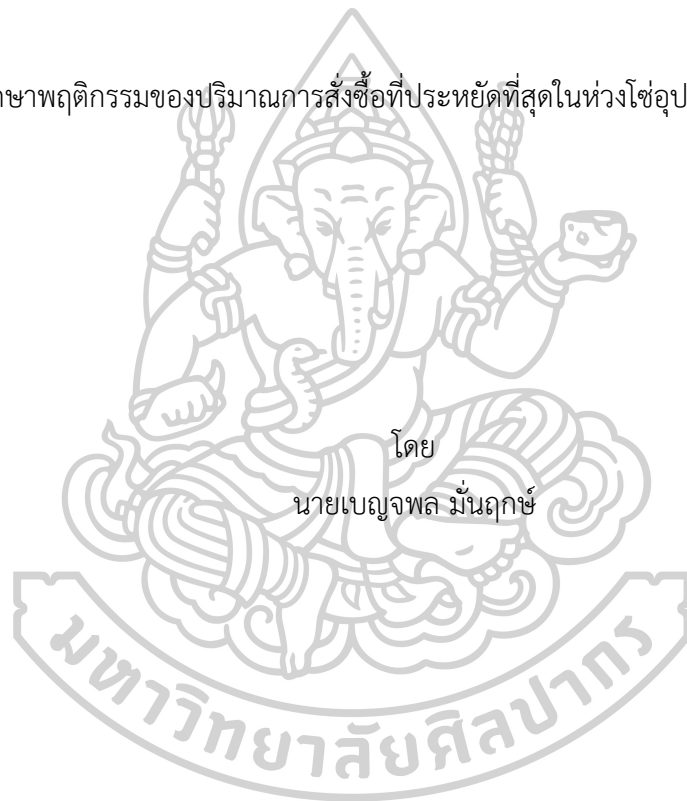 ษาพฤติกรรมของปริมาณการสั่งซื้อที่ประหยัดที่สุดในห่วงโซ่อุป
โดย
นายเบญจพล มั่นฤกษ์
มหาวิทยาลัยศิลปากร